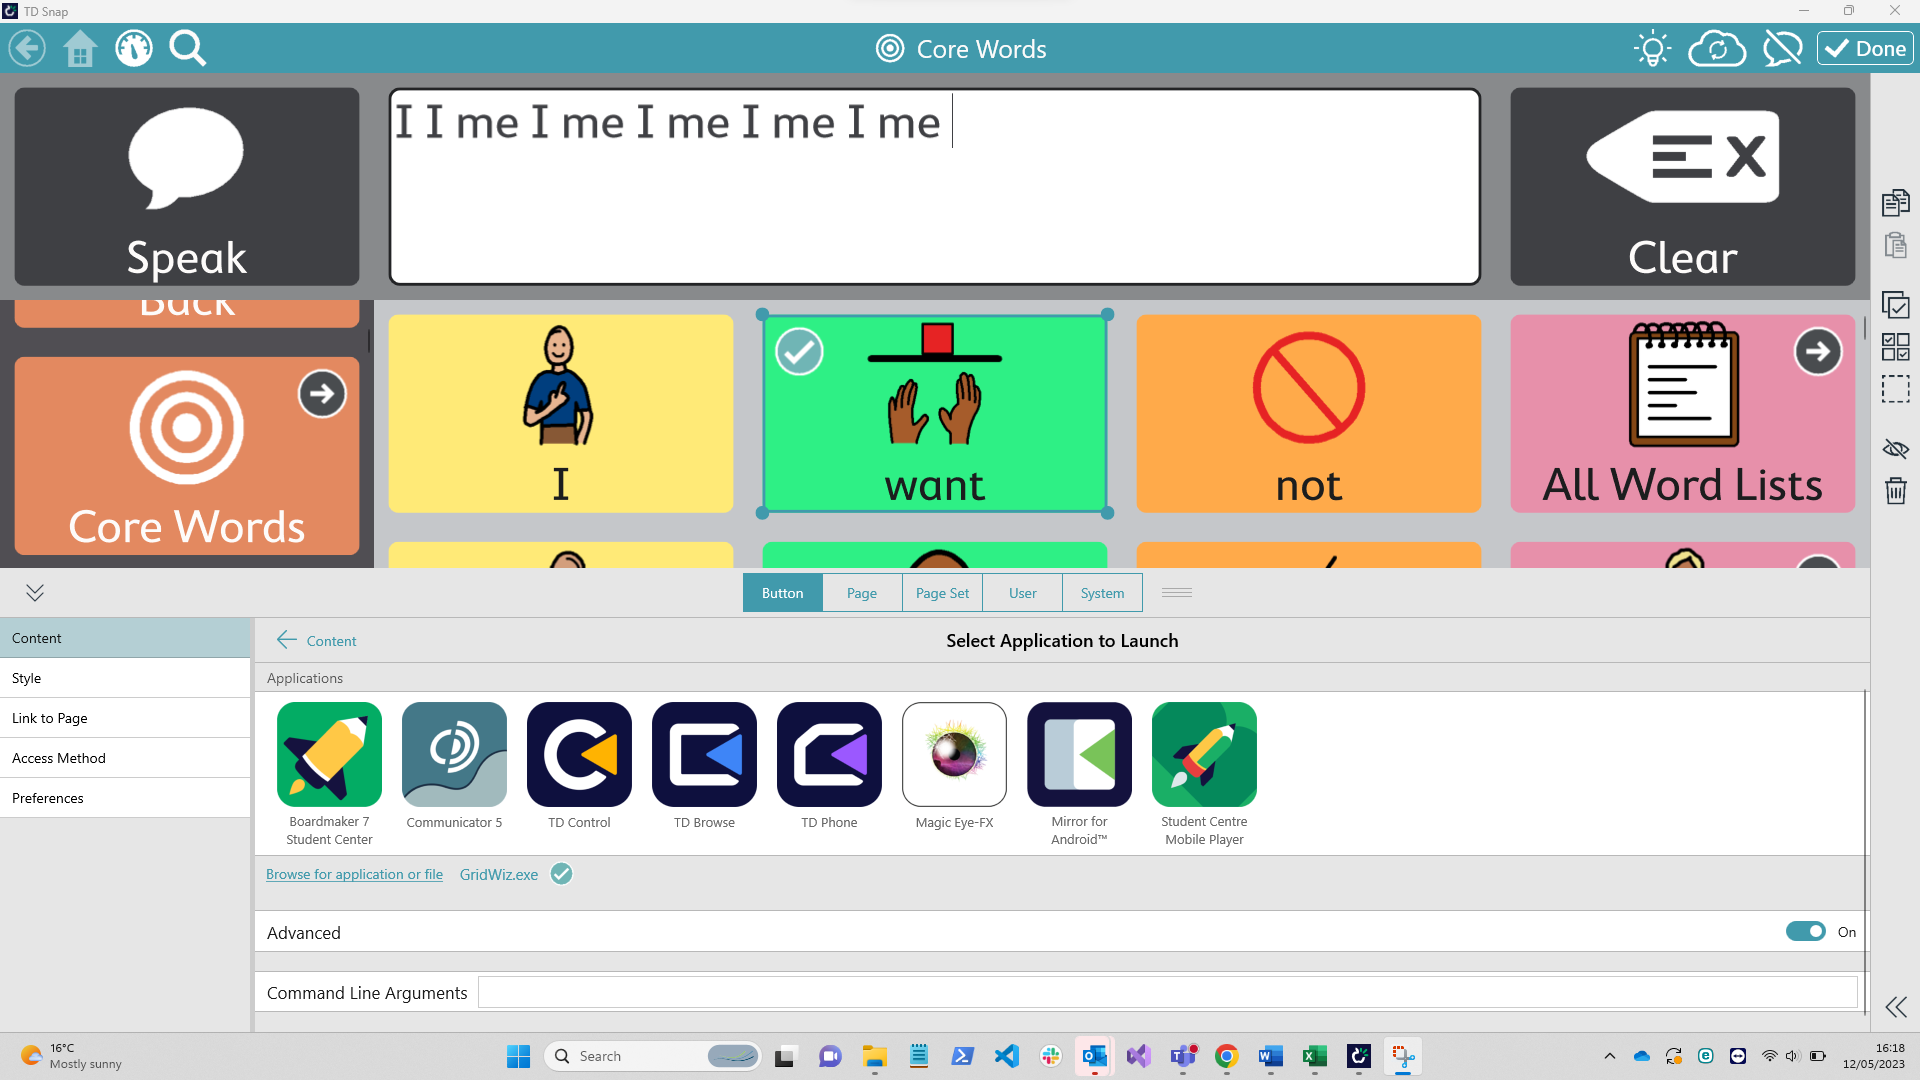 TD Snap
Core Words
Done
I I me I me I me I me I me
Speak
Clear
Back
Core Words
I
want
not
All Word Lists
Button
Page
Page Set
User
System
Content
Style
Link to Page
Access Method
Preferences
Content
Select Application to Launch
Applications
Boardmaker 7
Student Center
Communicator 5
TD Control
TD Browse
TD Phone
Magic Eye-FX
Mirror for
Android™
Student Centre
Mobile Player
Browse for application or file
GridWiz.exe
Advanced
On
Command Line Arguments
16°C
Mostly sunny
Search
16:18
12/05/2023